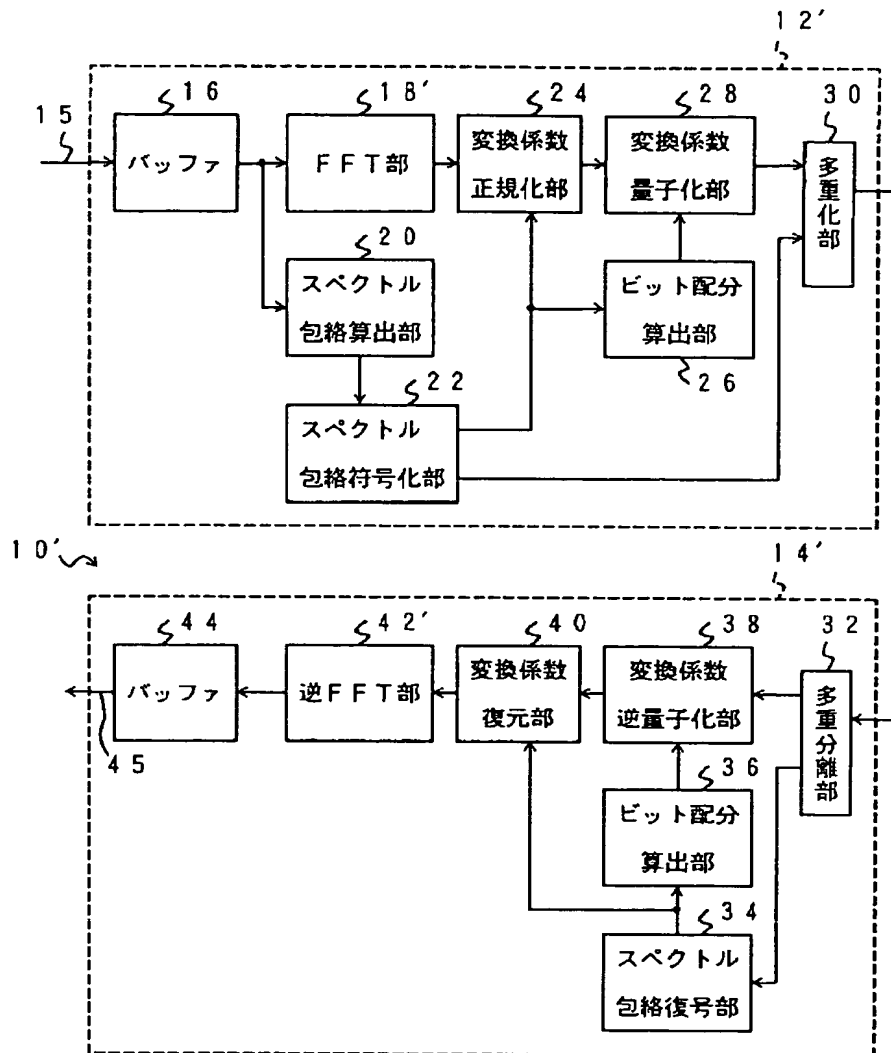 12'
15
16
18'
24
28
30
バッファ
FFT部
変換係数
正規化部
変換係数
量子化部
多重化部
20
スペクトル
包絡算出部
ビット配分
算出部
26
22
スペクトル
包絡符号化部
10'
14'
44
42'
40
38
32
バッファ
逆FFT部
変換係数
復元部
変換係数
逆量子化部
多重分離部
45
36
ビット配分
算出部
34
スペクトル
包絡復号部